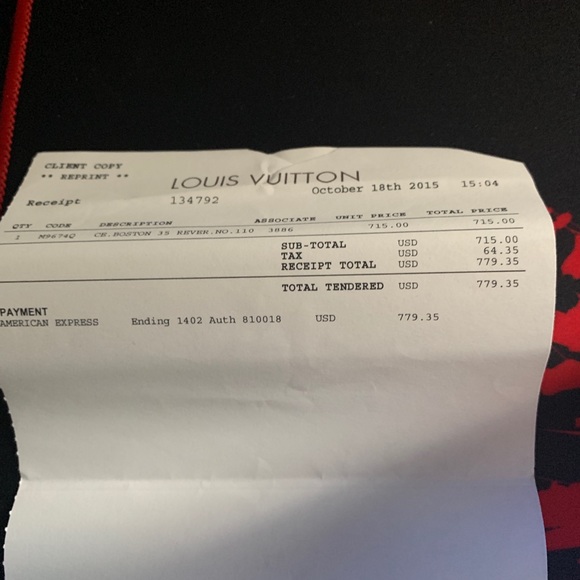 CLIENT COPY
** REPRINT **
LOUIS VUITTON
October 18th 2015 15:04
Receipt 134792
QTY CODE DESCRIPTION ASSOCIATE UNIT PRICE TOTAL PRICE
1 M9674Q CE.BOSTON 35 REVER.NO.110 3886 715.00 715.00
SUB-TOTAL USD 715.00
TAX USD 64.35
RECEIPT TOTAL USD 779.35
TOTAL TENDERED USD 779.35
PAYMENT
AMERICAN EXPRESS Ending 1402 Auth 810018 USD 779.35